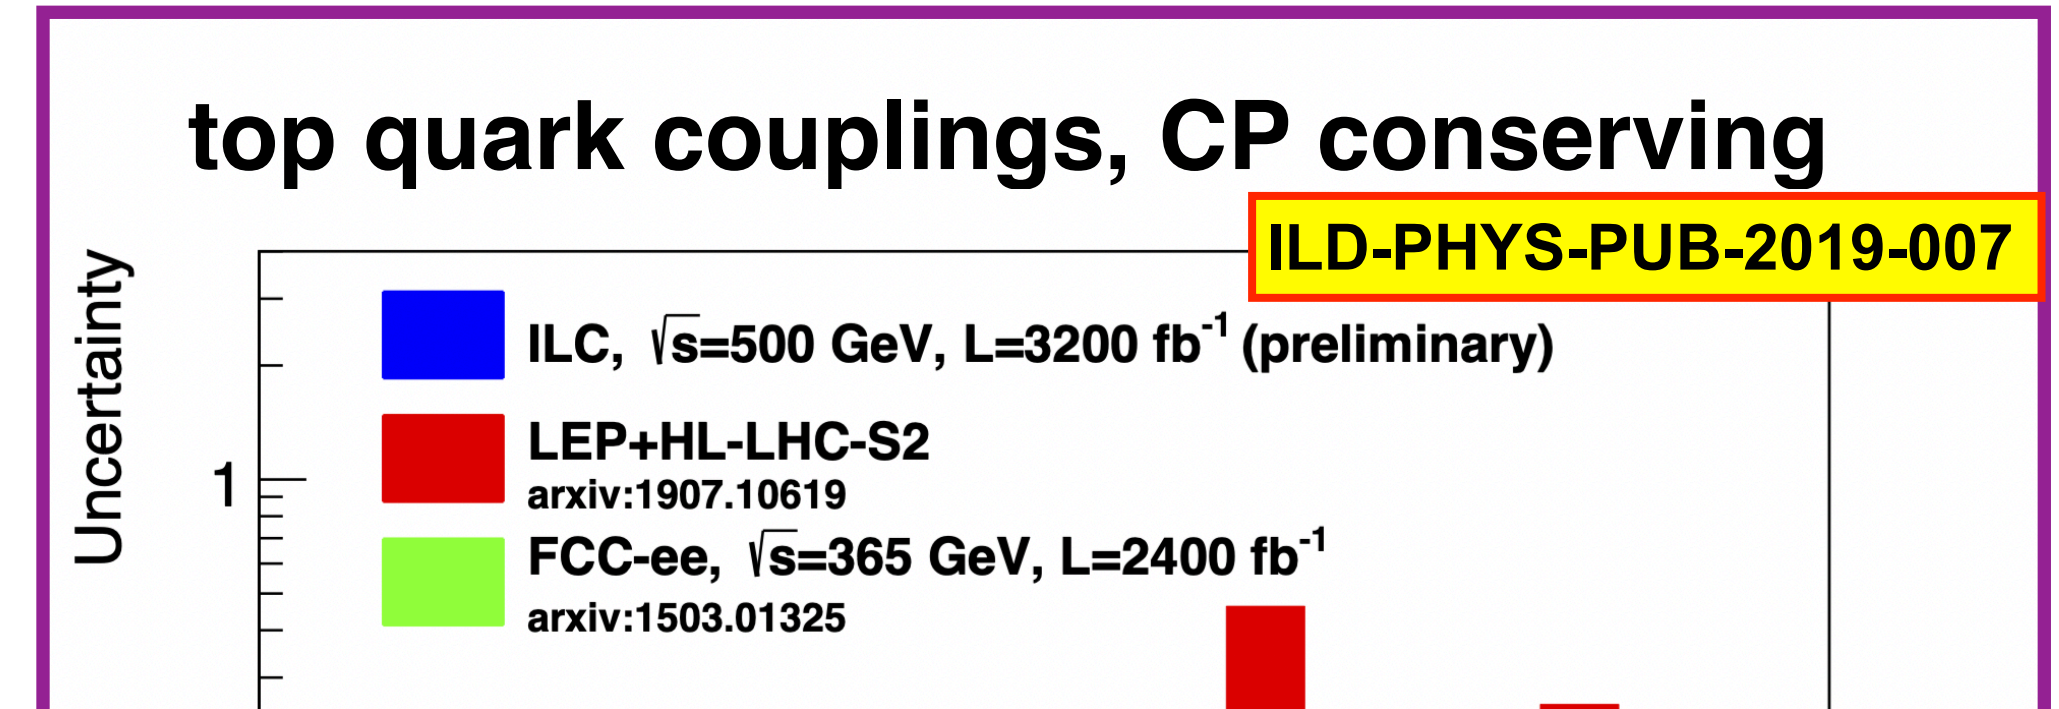 top quark couplings, CP conserving
ILD-PHYS-PUB-2019-007
Uncertainty
ILC, √s=500 GeV, L=3200 fb⁻¹ (preliminary)
LEP+HL-LHC-S2
1
arxiv:1907.10619
FCC-ee, √s=365 GeV, L=2400 fb⁻¹
arxiv:1503.01325